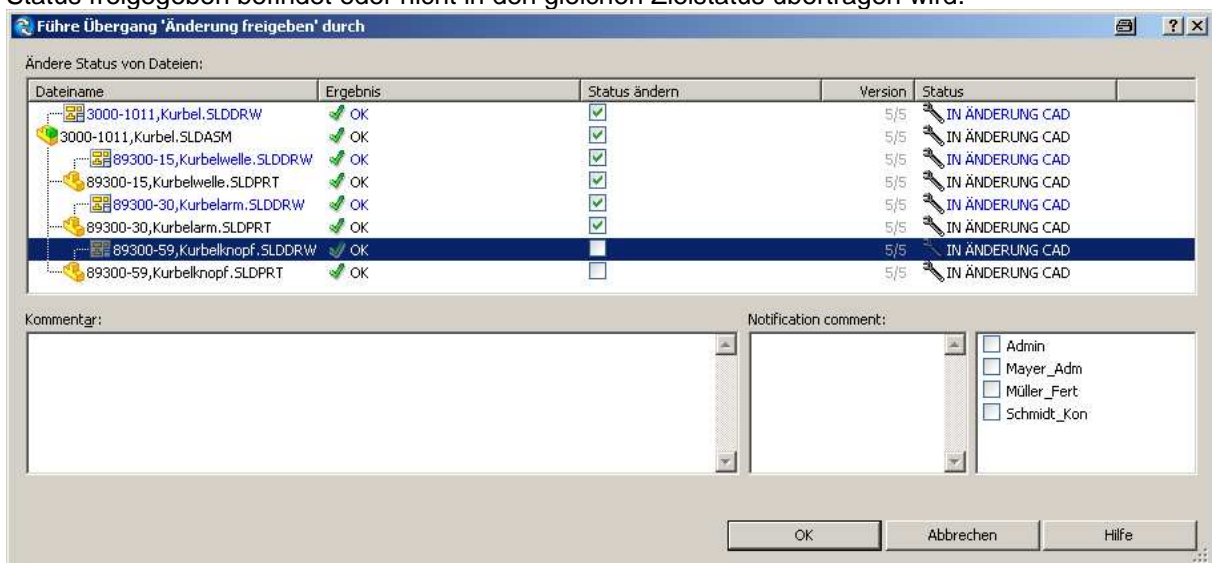 Status freigegeben befindet oder nicht in den gleichen Zielstatus übertragen wird.
Führe Übergang 'Änderung freigeben' durch
Ändere Status von Dateien:
Dateiname Ergebnis Status ändern Version Status
3000-1011,Kurbel.SLDDRW OK 5/5 IN ÄNDERUNG CAD
3000-1011,Kurbel.SLDASM OK 5/5 IN ÄNDERUNG CAD
89300-15,Kurbelwelle.SLDDRW OK 5/5 IN ÄNDERUNG CAD
89300-15,Kurbelwelle.SLDPRT OK 5/5 IN ÄNDERUNG CAD
89300-30,Kurbelarm.SLDDRW OK 5/5 IN ÄNDERUNG CAD
89300-30,Kurbelarm.SLDPRT OK 5/5 IN ÄNDERUNG CAD
89300-59,Kurbelknopf.SLDDRW OK 5/5 IN ÄNDERUNG CAD
89300-59,Kurbelknopf.SLDPRT OK 5/5 IN ÄNDERUNG CAD
Kommentar: Notification comment:
Admin
Mayer_Adm
Müller_Fert
Schmidt_Kon
OK Abbrechen Hilfe